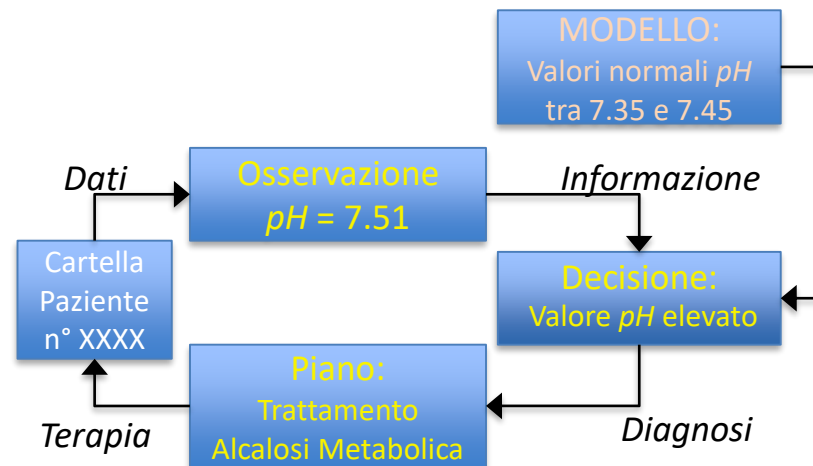 MODELLO:
Valori normali pH
tra 7.35 e 7.45
Dati
Osservazione
pH = 7.51
Informazione
Cartella
Paziente
n° XXXX
Decisione:
Valore pH elevato
Piano:
Trattamento
Alcalosi Metabolica
Terapia
Diagnosi